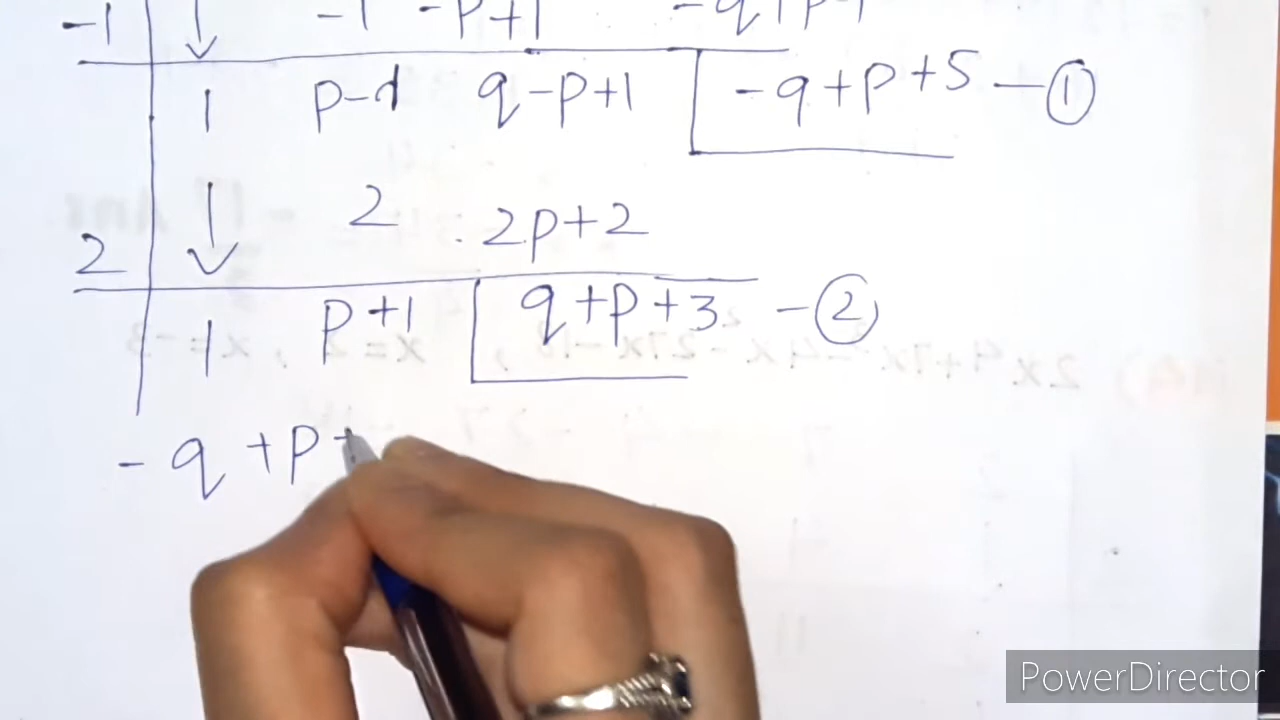 -1 -1 -p+1 -q+p-1
1 p-1 q-p+1 -q+p+5 - ①
2 2p+2
2
1 p+1 q+p+3 - ②
-q+p+
PowerDirector